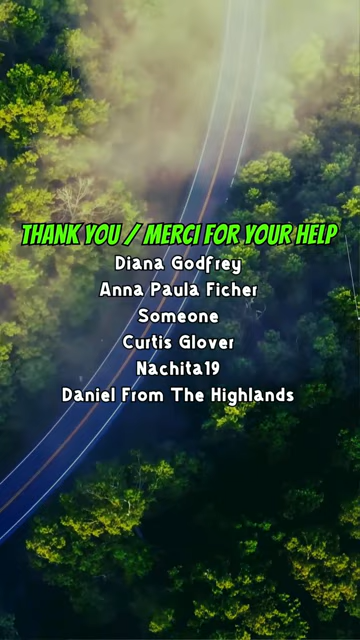 THANK YOU / MERCI FOR YOUR HELP
Diana Godfrey
Anna Paula Ficher
Someone
Curtis Glover
Nachita19
Daniel From The Highlands